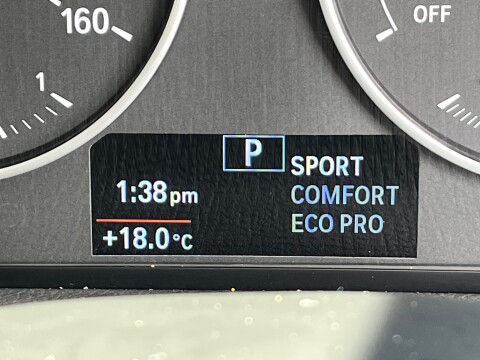 160
1
OFF
P
SPORT
1:38pm
COMFORT
+18.0°C
ECO PRO